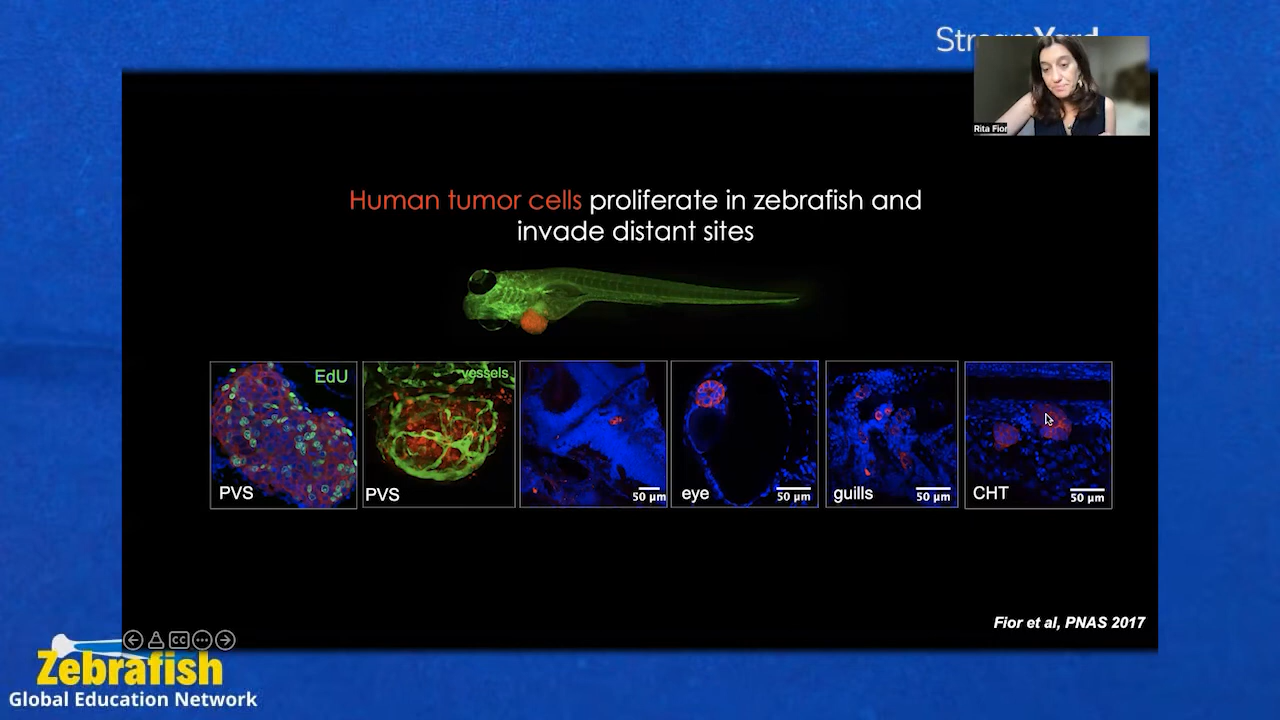 Rita Fior
Human tumor cells proliferate in zebrafish and
invade distant sites
EdU
PVS
vessels
PVS
50 µm
eye
50 µm
guills
50 µm
CHT
50 µm
Fior et al, PNAS 2017
CC
Zebrafish
Global Education Network